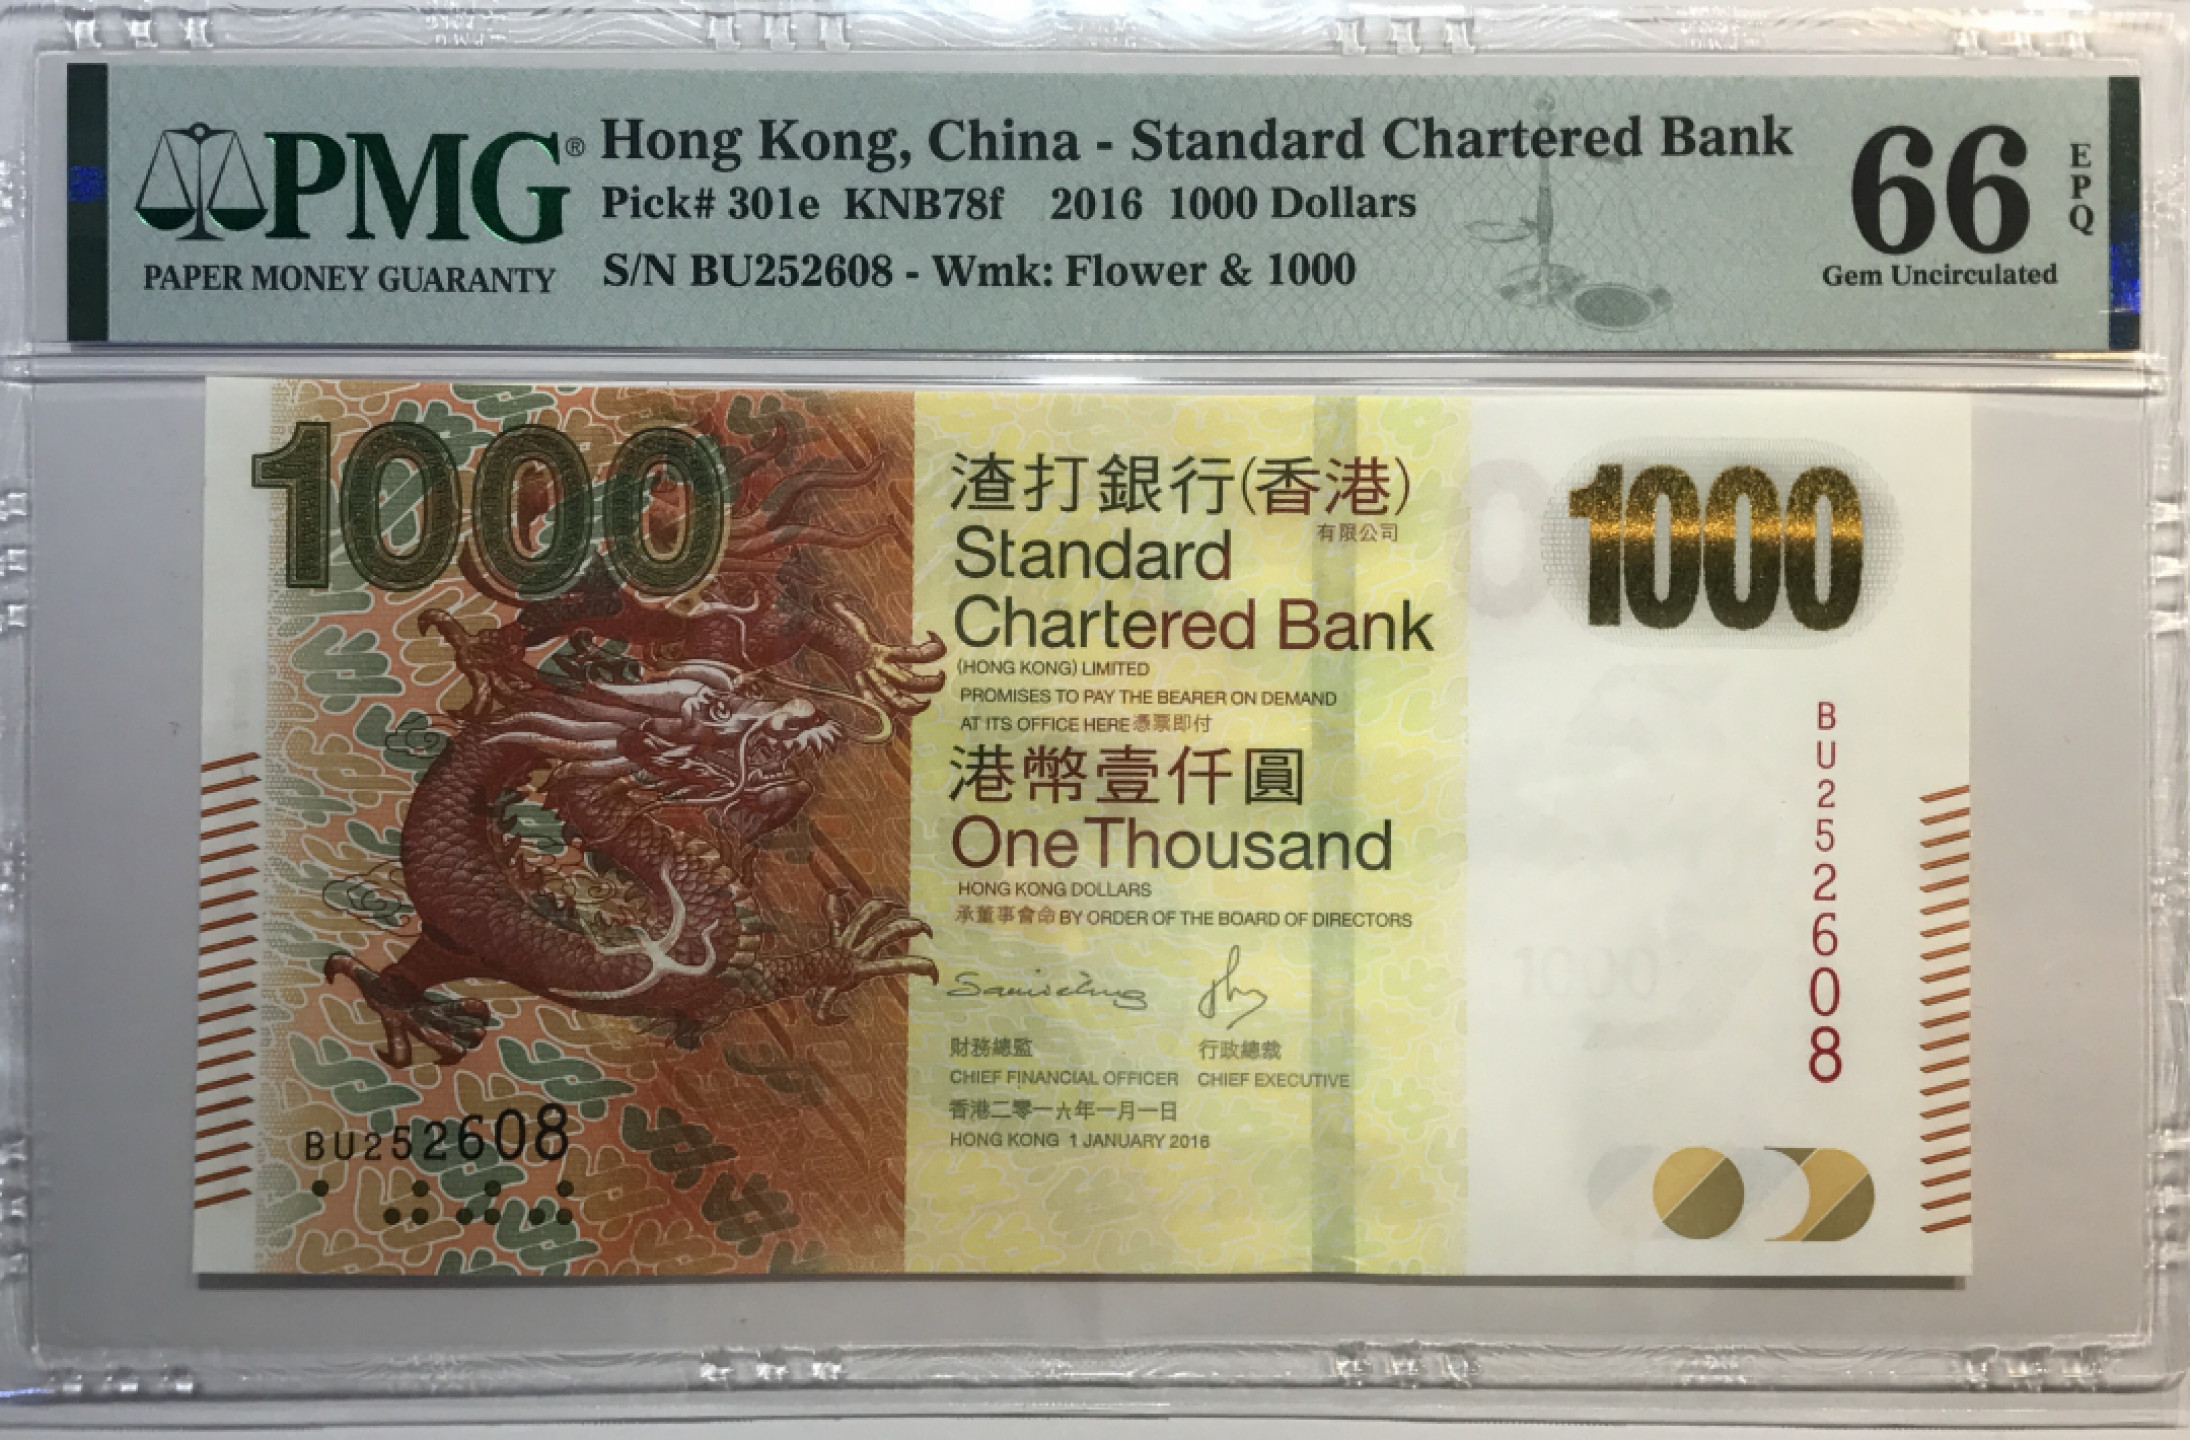 PMG® Hong Kong, China - Standard Chartered Bank 66 EPQ
Pick# 301e KNB78f 2016 1000 Dollars
PAPER MONEY GUARANTY S/N BU252608 - Wmk: Flower & 1000 Gem Uncirculated
1000
渣打銀行(香港)
有限公司
Standard
Chartered Bank
(HONG KONG) LIMITED
PROMISES TO PAY THE BEARER ON DEMAND
AT ITS OFFICE HERE 憑票即付
港幣壹仟圓
One Thousand
HONG KONG DOLLARS
承董事會命 BY ORDER OF THE BOARD OF DIRECTORS
財務總監 行政總裁
CHIEF FINANCIAL OFFICER CHIEF EXECUTIVE
香港二零一六年一月一日
HONG KONG 1 JANUARY 2016
BU252608
1000
BU252608
1000